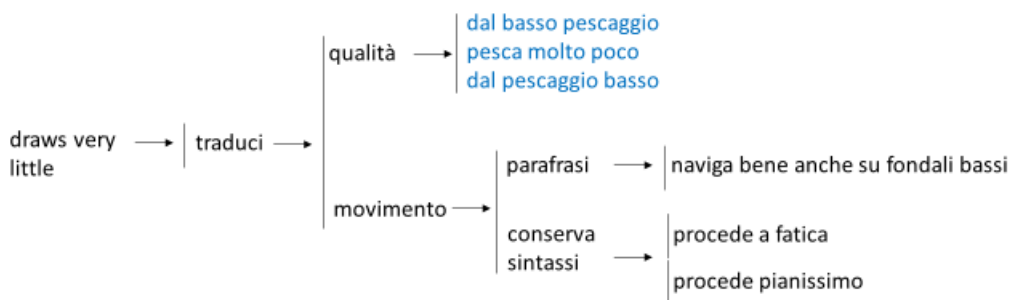 dal basso pescaggio
qualità
pesca molto poco
dal pescaggio basso
draws very
little
traduci
parafrasi
naviga bene anche su fondali bassi
movimento
conserva
sintassi
procede a fatica
procede pianissimo